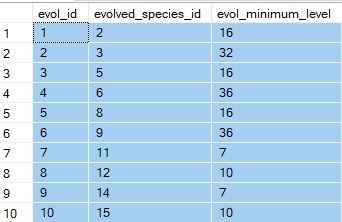 evol_id evolved_species_id evol_minimum_level
1 1 2 16
2 2 3 32
3 3 5 16
4 4 6 36
5 5 8 16
6 6 9 36
7 7 11 7
8 8 12 10
9 9 14 7
10 10 15 10